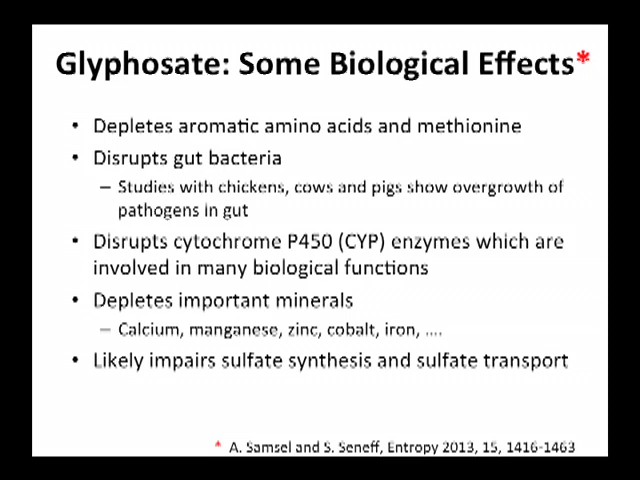 Glyphosate: Some Biological Effects*
• Depletes aromatic amino acids and methionine
• Disrupts gut bacteria
– Studies with chickens, cows and pigs show overgrowth of
pathogens in gut
• Disrupts cytochrome P450 (CYP) enzymes which are
involved in many biological functions
• Depletes important minerals
– Calcium, manganese, zinc, cobalt, iron, ....
• Likely impairs sulfate synthesis and sulfate transport
* A. Samsel and S. Seneff, Entropy 2013, 15, 1416-1463